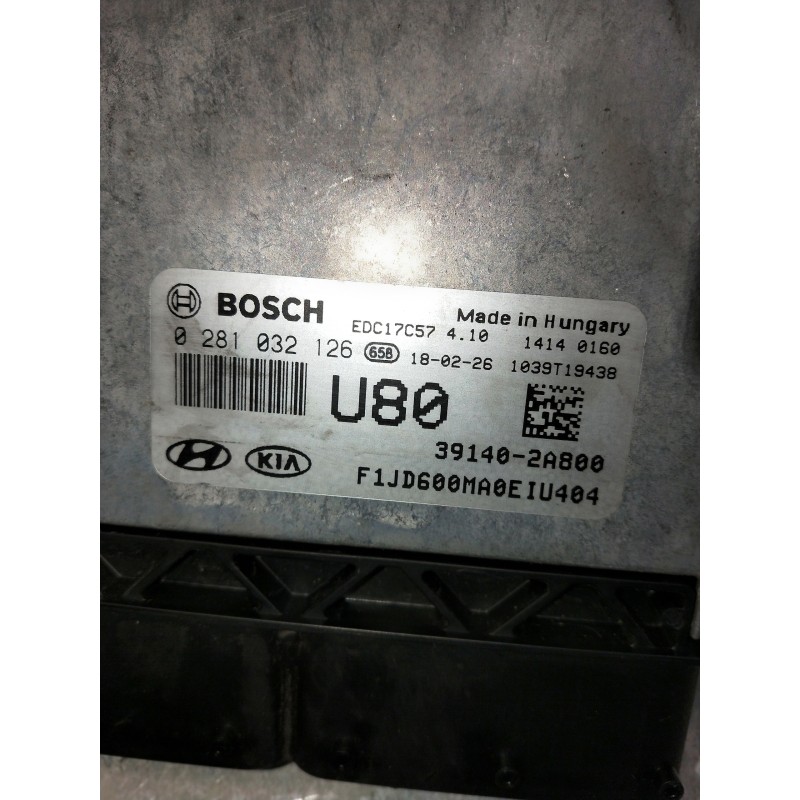 BOSCH
Made in Hungary
EDC17C57 4.10 1414 0160
0 281 032 126 658 18-02-26 1039T19438
U80
39140-2A800
KIA
F1JD600MA0EIU404